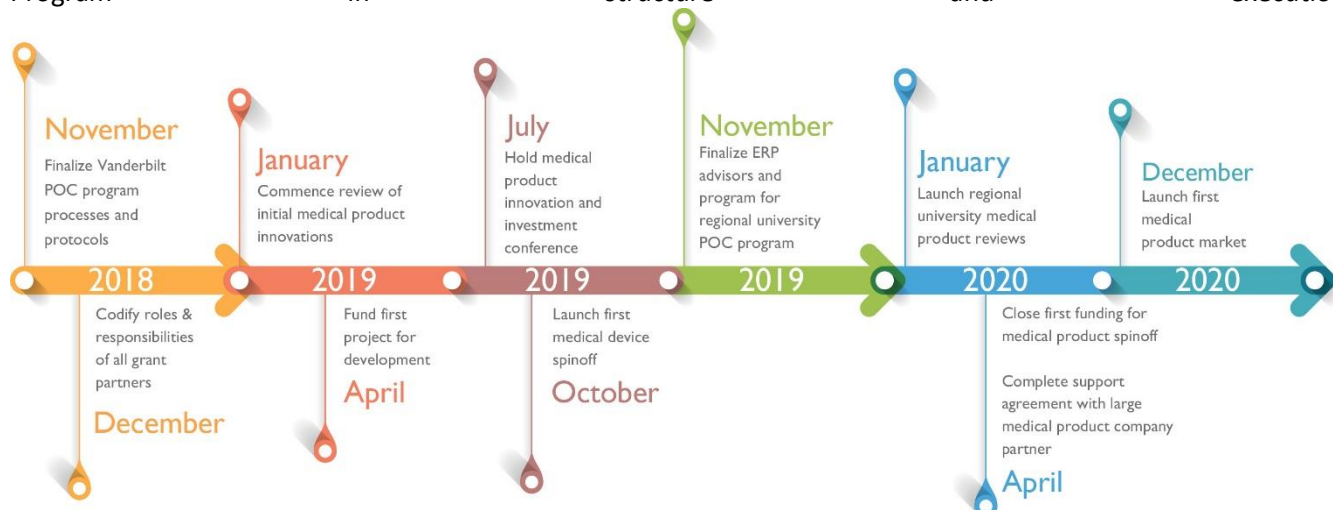 Program in structure and
November
Finalize Vanderbilt
POC program
processes and
protocols
January
Commence review of
initial medical product
innovations
July
Hold medical
product
innovation and
investment
conference
November
Finalize ERP
advisors and
program for
regional university
POC program
January
Launch regional
university medical
product reviews
December
Launch first
medical
product market
2018
2019
2019
2019
2020
2020
Codify roles &
responsibilities
of all grant
partners
December
Fund first
project for
development
April
Launch first
medical device
spinoff
October
Close first funding for
medical product spinoff
Complete support
agreement with large
medical product company
partner
April